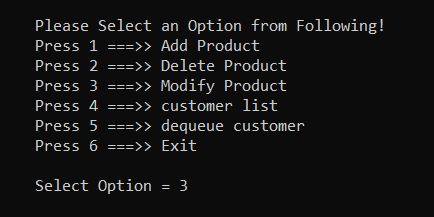 Please Select an Option from Following!
Press 1 ===>> Add Product
Press 2 ===>> Delete Product
Press 3 ===>> Modify Product
Press 4 ===>> customer list
Press 5 ===>> dequeue customer
Press 6 ===>> Exit
Select Option = 3